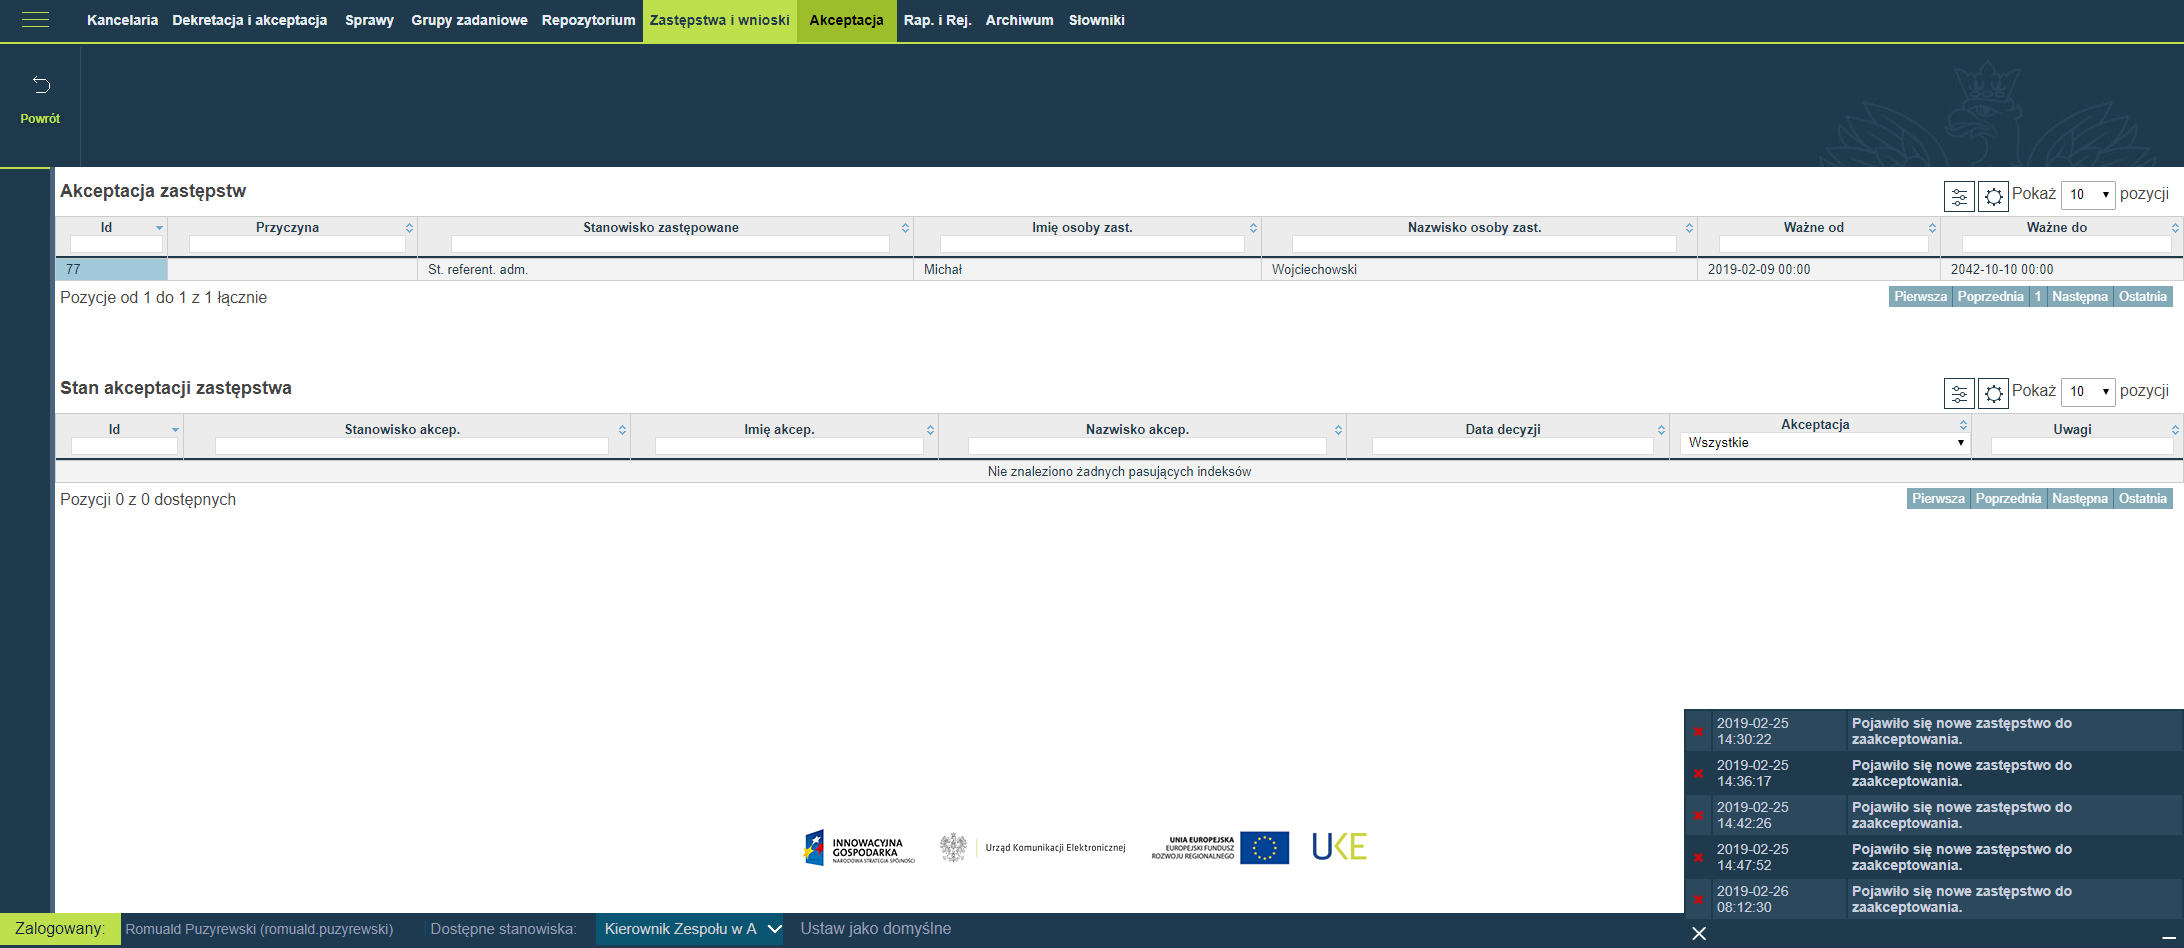 Kancelaria Dekretacja i akceptacja Sprawy Grupy zadaniowe Repozytorium Zastępstwa i wnioski Akceptacja Rap. i Rej. Archiwum Słowniki
Powrót
Akceptacja zastępstw
Pokaż 10 pozycji
Id Przyczyna Stanowisko zastępowane Imię osoby zast. Nazwisko osoby zast. Ważne od Ważne do
77 St. referent. adm. Michał Wojciechowski 2019-02-09 00:00 2042-10-10 00:00
Pozycje od 1 do 1 z 1 łącznie
Pierwsza Poprzednia 1 Następna Ostatnia
Stan akceptacji zastępstwa
Pokaż 10 pozycji
Id Stanowisko akcep. Imię akcep. Nazwisko akcep. Data decyzji Akceptacja Uwagi
Wszystkie
Nie znaleziono żadnych pasujących indeksów
Pozycji 0 z 0 dostępnych
Pierwsza Poprzednia Następna Ostatnia
2019-02-25 14:30:22 Pojawiło się nowe zastępstwo do zaakceptowania.
2019-02-25 14:36:17 Pojawiło się nowe zastępstwo do zaakceptowania.
2019-02-25 14:42:26 Pojawiło się nowe zastępstwo do zaakceptowania.
2019-02-25 14:47:52 Pojawiło się nowe zastępstwo do zaakceptowania.
2019-02-26 08:12:30 Pojawiło się nowe zastępstwo do zaakceptowania.
INNOWACYJNA
GOSPODARKA
NARODOWA STRATEGIA SPÓJNOŚCI
Urząd Komunikacji Elektronicznej
UNIA EUROPEJSKA
EUROPEJSKI FUNDUSZ
ROZWOJU REGIONALNEGO
UKE
Zalogowany: Romuald Puzyrewski (romuald.puzyrewski) Dostępne stanowiska: Kierownik Zespołu w A Ustaw jako domyślne